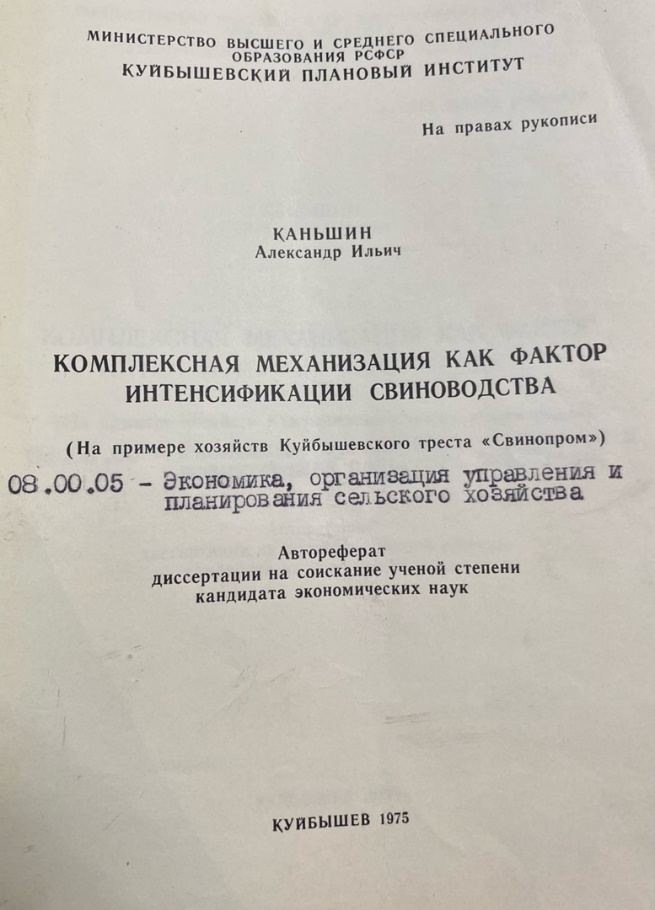 МИНИСТЕРСТВО ВЫСШЕГО И СРЕДНЕГО СПЕЦИАЛЬНОГО
ОБРАЗОВАНИЯ РСФСР
КУЙБЫШЕВСКИЙ ПЛАНОВЫЙ ИНСТИТУТ
На правах рукописи
КАНЬШИН
Александр Ильич
КОМПЛЕКСНАЯ МЕХАНИЗАЦИЯ КАК ФАКТОР
ИНТЕНСИФИКАЦИИ СВИНОВОДСТВА
(На примере хозяйств Куйбышевского треста «Свинопром»)
08.00.05 – Экономика, организация управления и
планирования сельского хозяйства
Автореферат
диссертации на соискание ученой степени
кандидата экономических наук
КУЙБЫШЕВ 1975